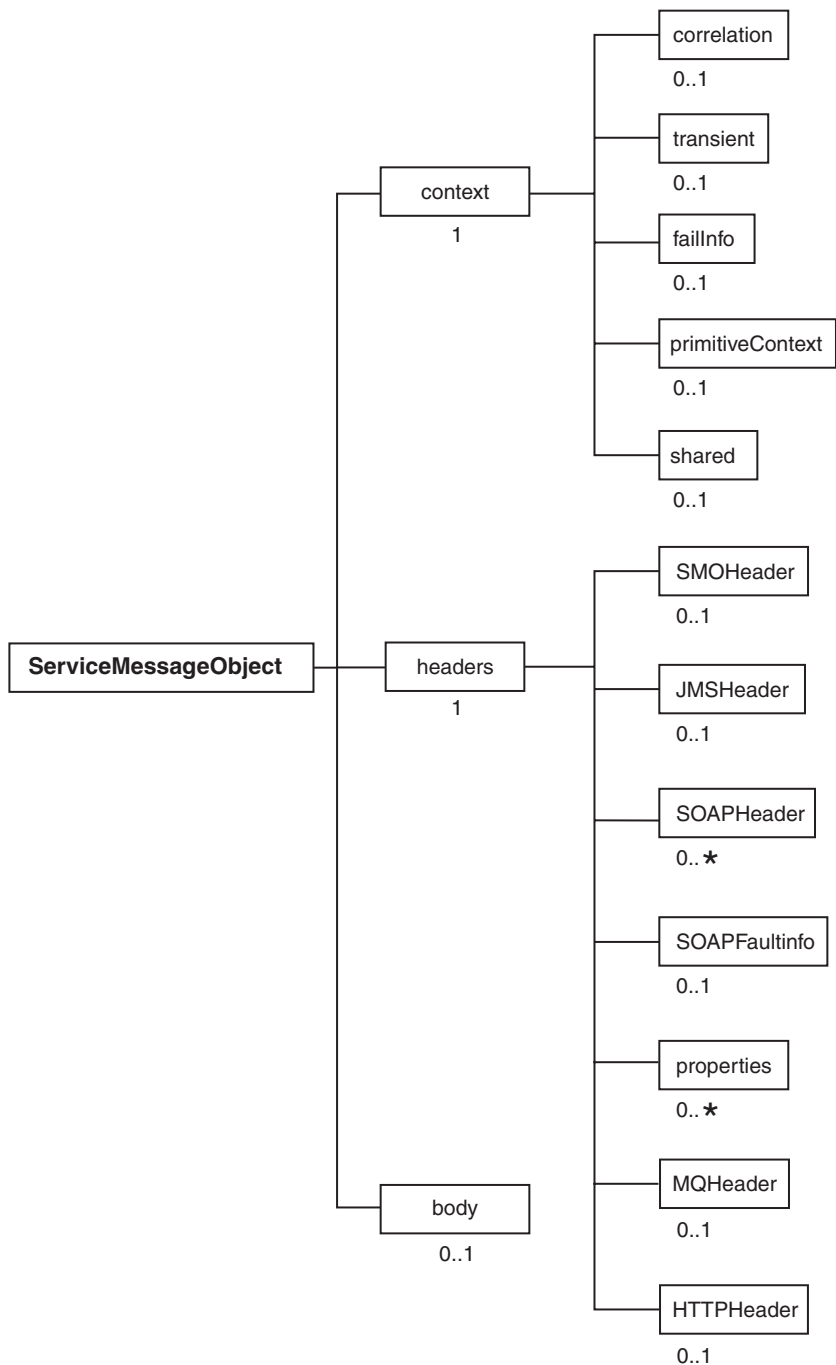 correlation
0..1
transient
0..1
context
1
failInfo
0..1
primitiveContext
0..1
shared
0..1
SMOHeader
0..1
ServiceMessageObject
headers
1
JMSHeader
0..1
SOAPHeader
0..*
SOAPFaultinfo
0..1
properties
0..*
MQHeader
0..1
body
0..1
HTTPHeader
0..1